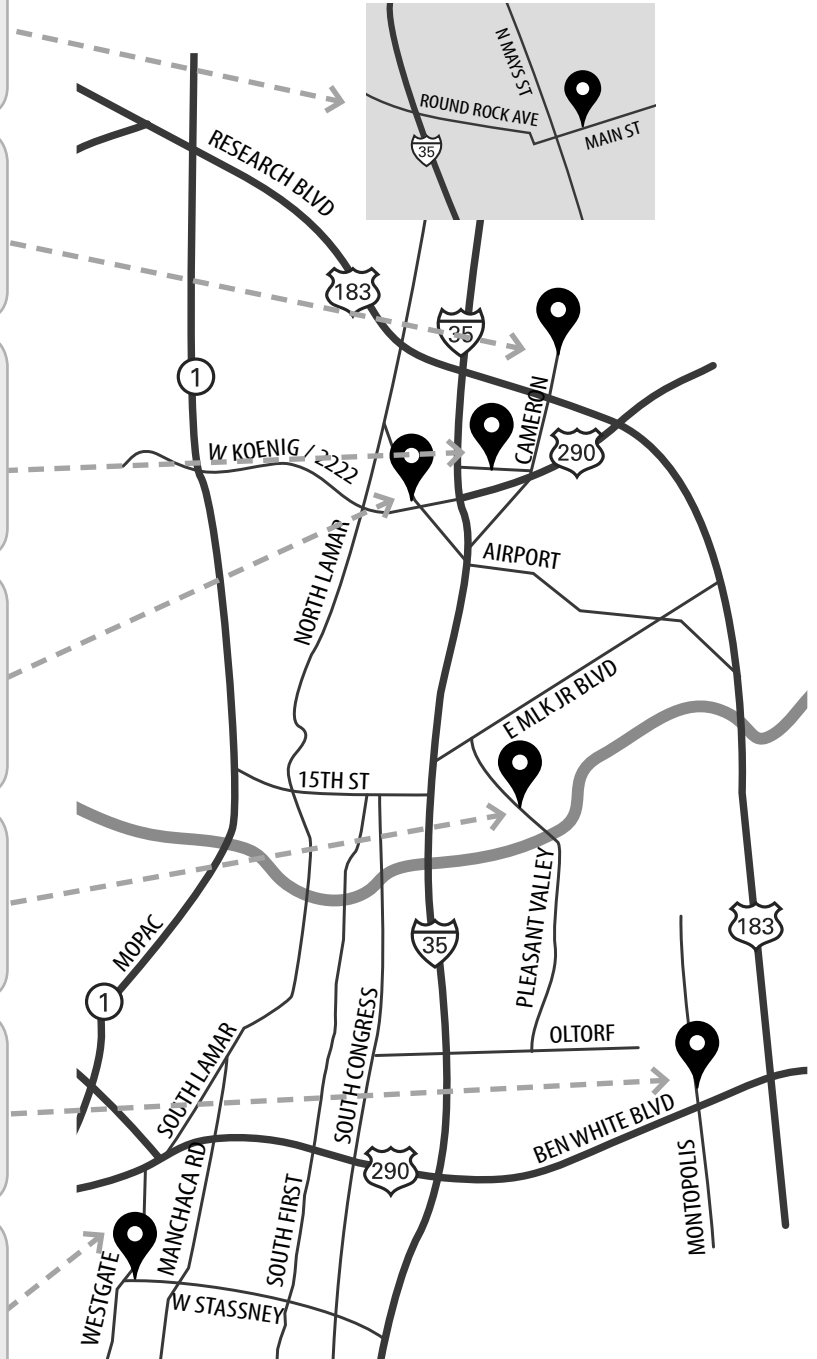 N MAYS ST
ROUND ROCK AVE
MAIN ST
35
RESEARCH BLVD
183
35
1
CAMERON
W KOENIG / 2222
290
NORTH LAMAR
AIRPORT
E MLK JR BLVD
15TH ST
PLEASANT VALLEY
183
MOPAC
35
1
SOUTH LAMAR
SOUTH CONGRESS
OLTORF
BEN WHITE BLVD
MANCHACA RD
290
SOUTH FIRST
MONTOPOLIS
WESTGATE
W STASSNEY